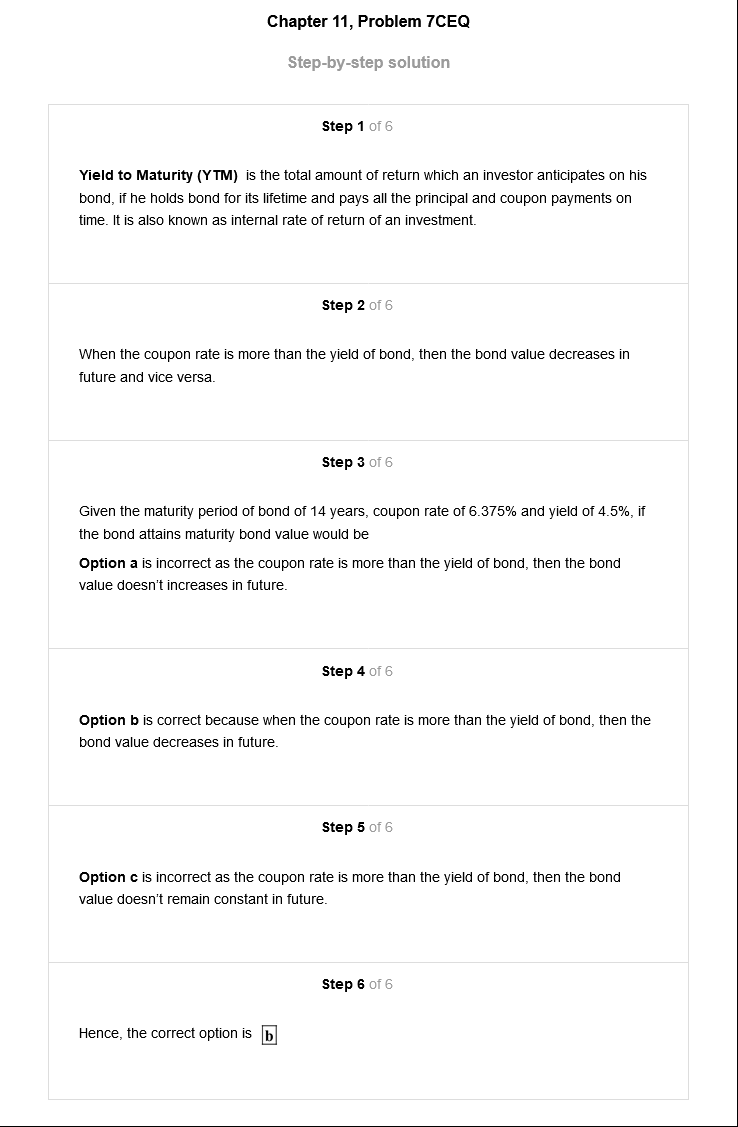 Chapter 11, Problem 7CEQ
Step-by-step solution
Step 1 of 6
Yield to Maturity (YTM) is the total amount of return which an investor anticipates on his
bond, if he holds bond for its lifetime and pays all the principal and coupon payments on
time. It is also known as internal rate of return of an investment.
Step 2 of 6
When the coupon rate is more than the yield of bond, then the bond value decreases in
future and vice versa.
Step 3 of 6
Given the maturity period of bond of 14 years, coupon rate of 6.375% and yield of 4.5%, if
the bond attains maturity bond value would be
Option a is incorrect as the coupon rate is more than the yield of bond, then the bond
value doesn't increases in future.
Step 4 of 6
Option b is correct because when the coupon rate is more than the yield of bond, then the
bond value decreases in future.
Step 5 of 6
Option c is incorrect as the coupon rate is more than the yield of bond, then the bond
value doesn't remain constant in future.
Step 6 of 6
Hence, the correct option is b